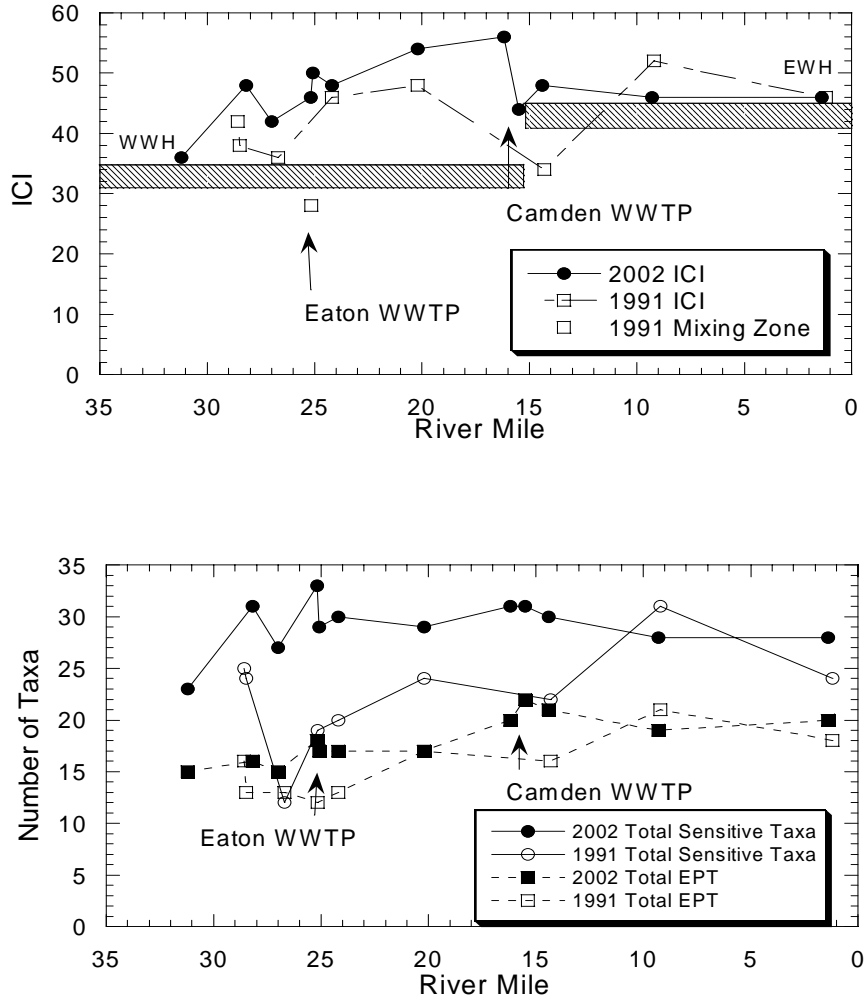 60
50
40
30
20
10
0
ICI
WWH
EWH
Camden WWTP
Eaton WWTP
2002 ICI
1991 ICI
1991 Mixing Zone
35 30 25 20 15 10 5 0
River Mile
35
30
25
20
15
10
5
0
Number of Taxa
Camden WWTP
Eaton WWTP
2002 Total Sensitive Taxa
1991 Total Sensitive Taxa
2002 Total EPT
1991 Total EPT
35 30 25 20 15 10 5 0
River Mile